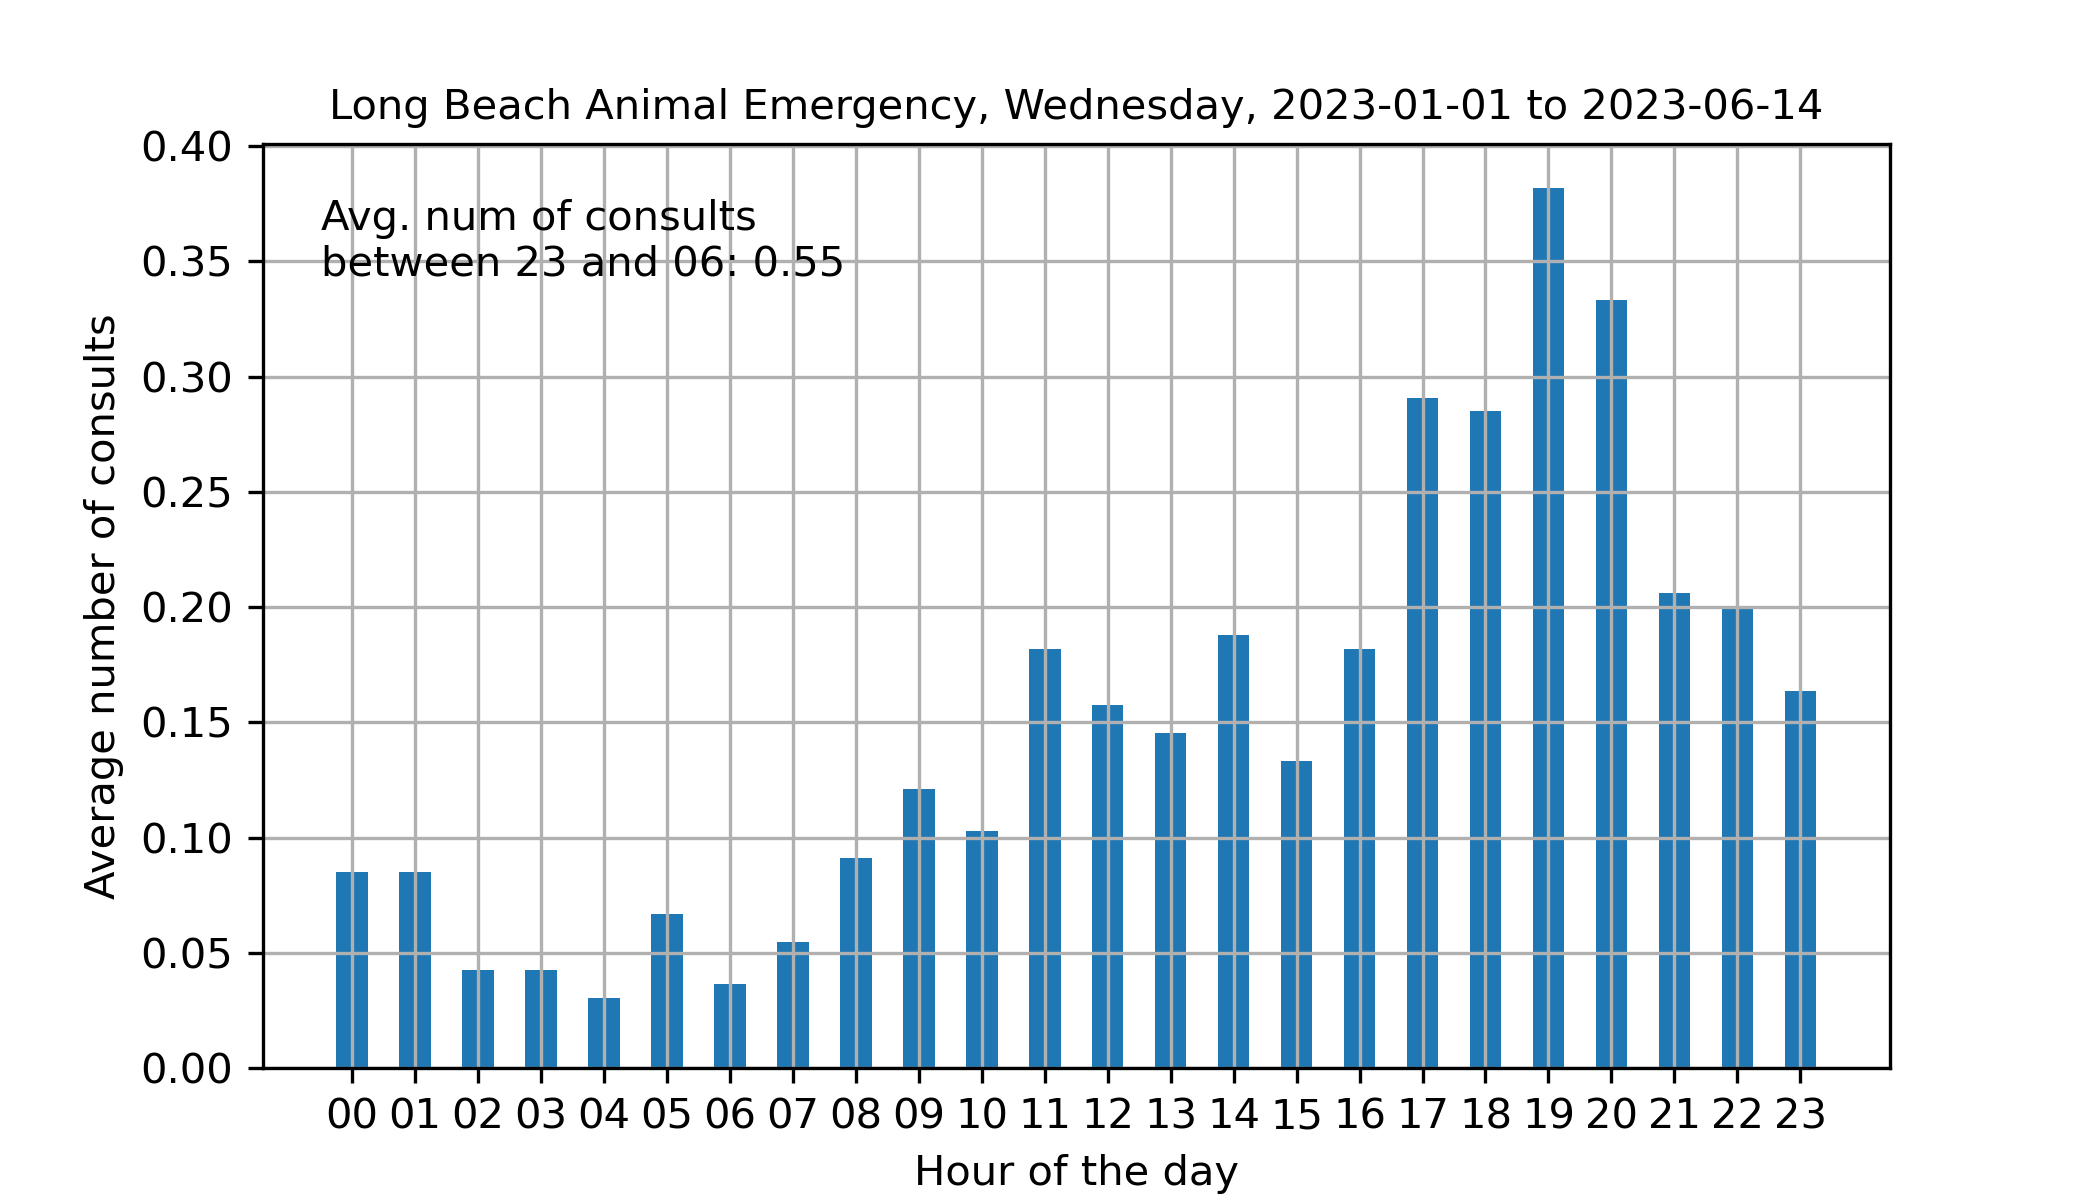 Long Beach Animal Emergency, Wednesday, 2023-01-01 to 2023-06-14
Avg. num of consults
between 23 and 06: 0.55
Average number of consults
0.40
0.35
0.30
0.25
0.20
0.15
0.10
0.05
0.00
00 01 02 03 04 05 06 07 08 09 10 11 12 13 14 15 16 17 18 19 20 21 22 23
Hour of the day